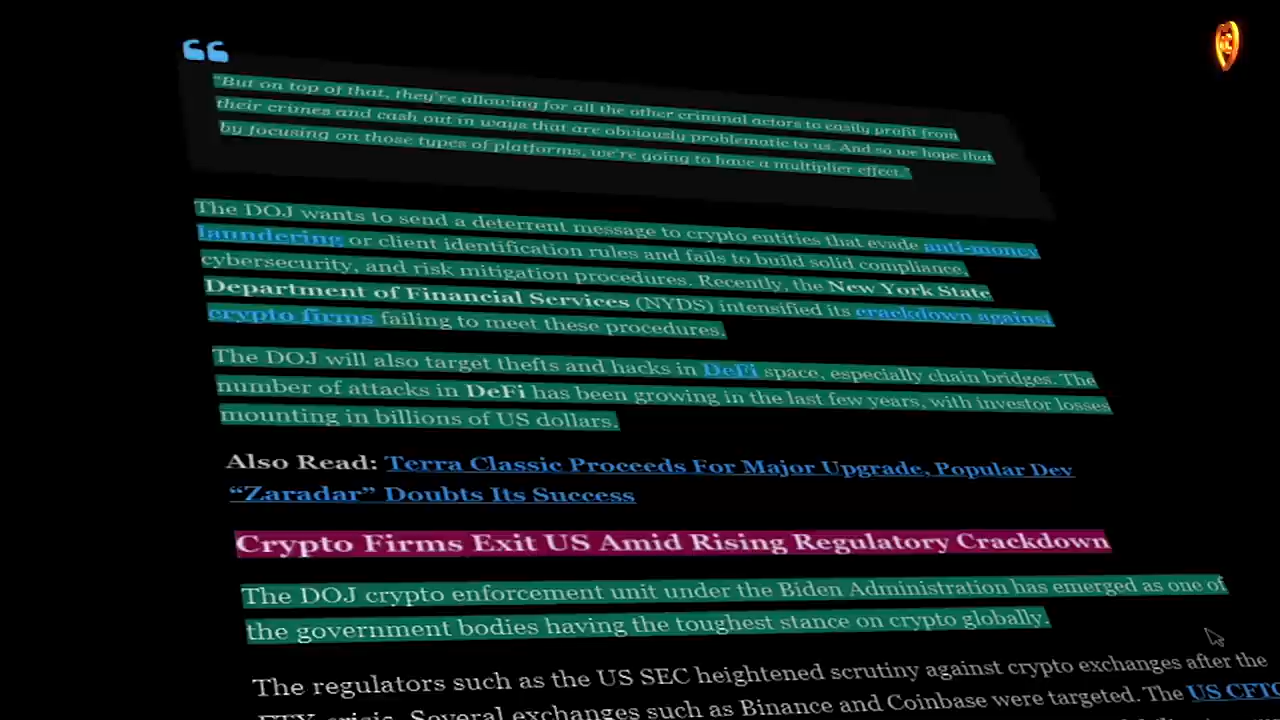 “But on top of that, they're allowing for all the other criminal actors to easily profit from
their crimes and cash out in ways that are obviously problematic to us. And so we hope that
by focusing on those types of platforms, we're going to have a multiplier effect.”
The DOJ wants to send a deterrent message to crypto entities that evade anti-money
laundering or client identification rules and fails to build solid compliance,
cybersecurity, and risk mitigation procedures. Recently, the New York State
Department of Financial Services (NYDS) intensified its crackdown against
crypto firms failing to meet these procedures.
The DOJ will also target thefts and hacks in DeFi space, especially chain bridges. The
number of attacks in DeFi has been growing in the last few years, with investor losses
mounting in billions of US dollars.
Also Read: Terra Classic Proceeds For Major Upgrade, Popular Dev
“Zaradar” Doubts Its Success
Crypto Firms Exit US Amid Rising Regulatory Crackdown
The DOJ crypto enforcement unit under the Biden Administration has emerged as one of
the government bodies having the toughest stance on crypto globally.
The regulators such as the US SEC heightened scrutiny against crypto exchanges after the
FTX crisis. Several exchanges such as Binance and Coinbase were targeted. The US CFTC